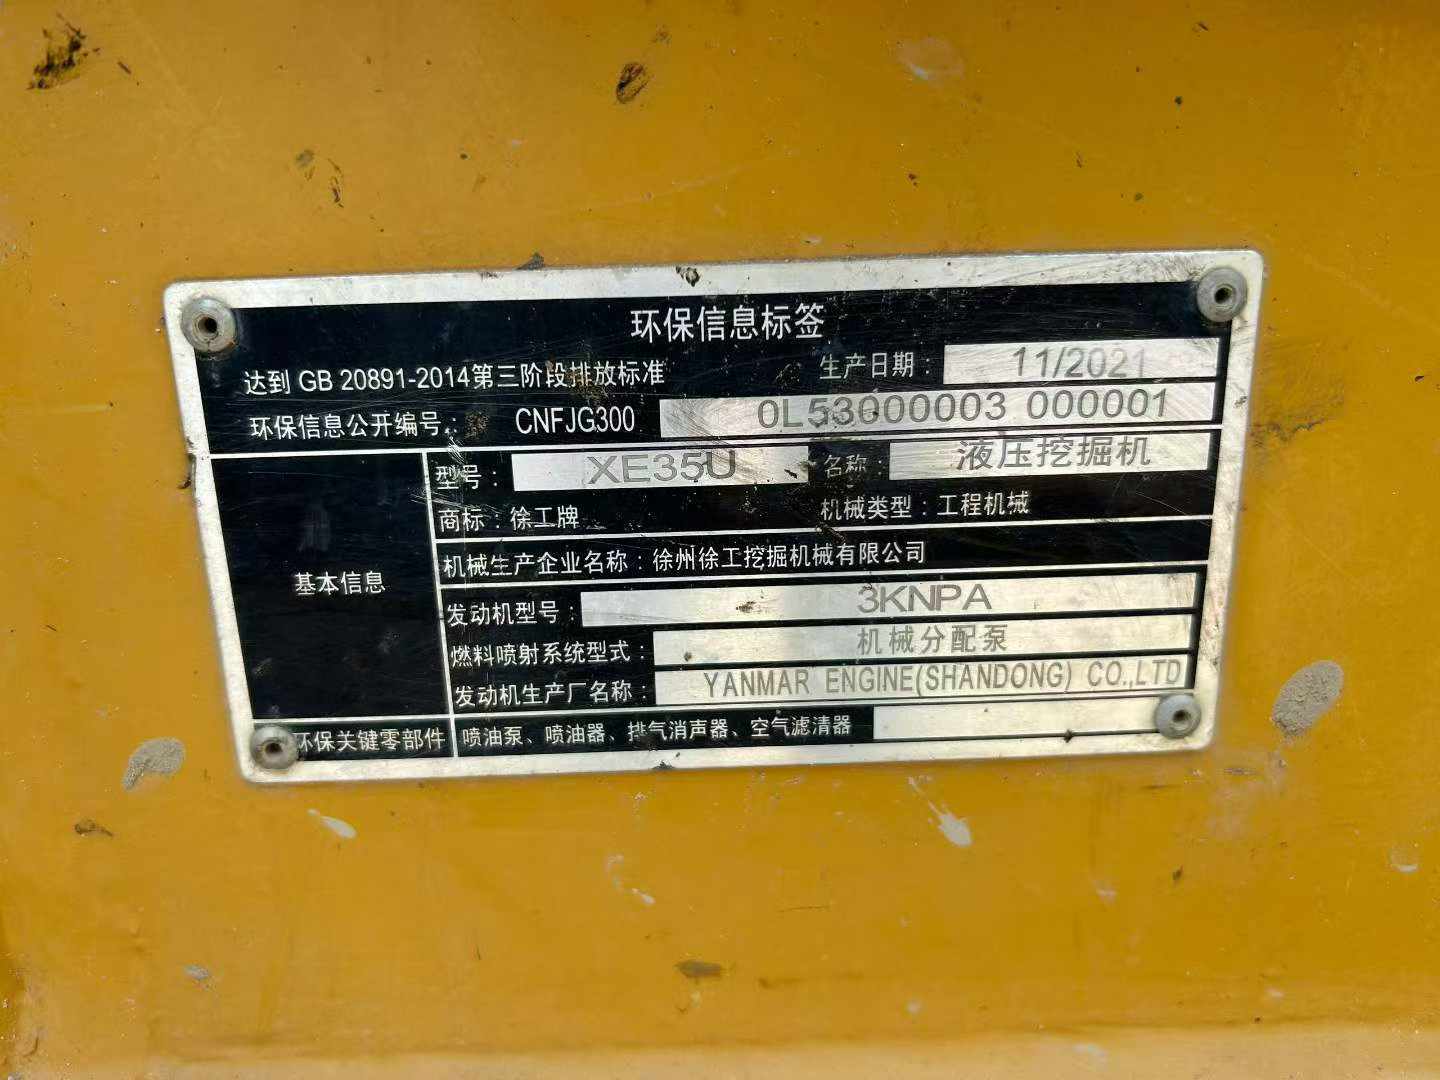 环保信息标签
达到 GB 20891-2014第三阶段排放标准 生产日期： 11/2021
环保信息公开编号： CNFJG300 0L53000003 000001
基本信息
型号： XE35U 名称： 液压挖掘机
商标：徐工牌 机械类型：工程机械
机械生产企业名称：徐州徐工挖掘机械有限公司
发动机型号： 3KNPA
燃料喷射系统型式： 机械分配泵
发动机生产厂名称： YANMAR ENGINE(SHANDONG) CO.,LTD
环保关键零部件 喷油泵、喷油器、排气消声器、空气滤清器